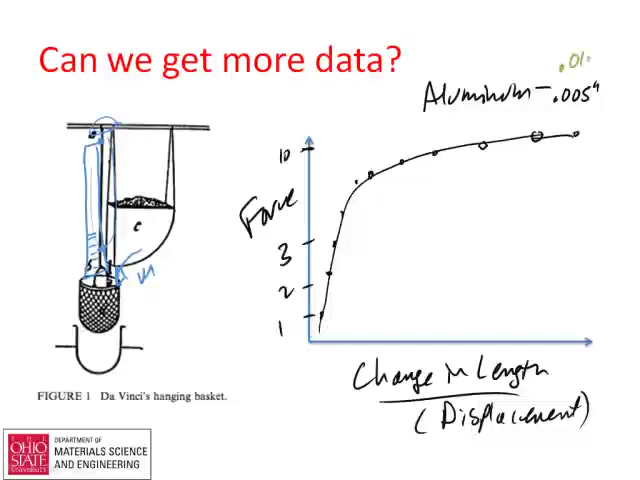 Can we get more data?
.01
Aluminum – .005"
10
Force
3
2
1
C
S
Change in Length
(Displacement)
FIGURE 1 Da Vinci's hanging basket.
THE
OHIO
STATE
UNIVERSITY
DEPARTMENT OF
MATERIALS SCIENCE
AND ENGINEERING